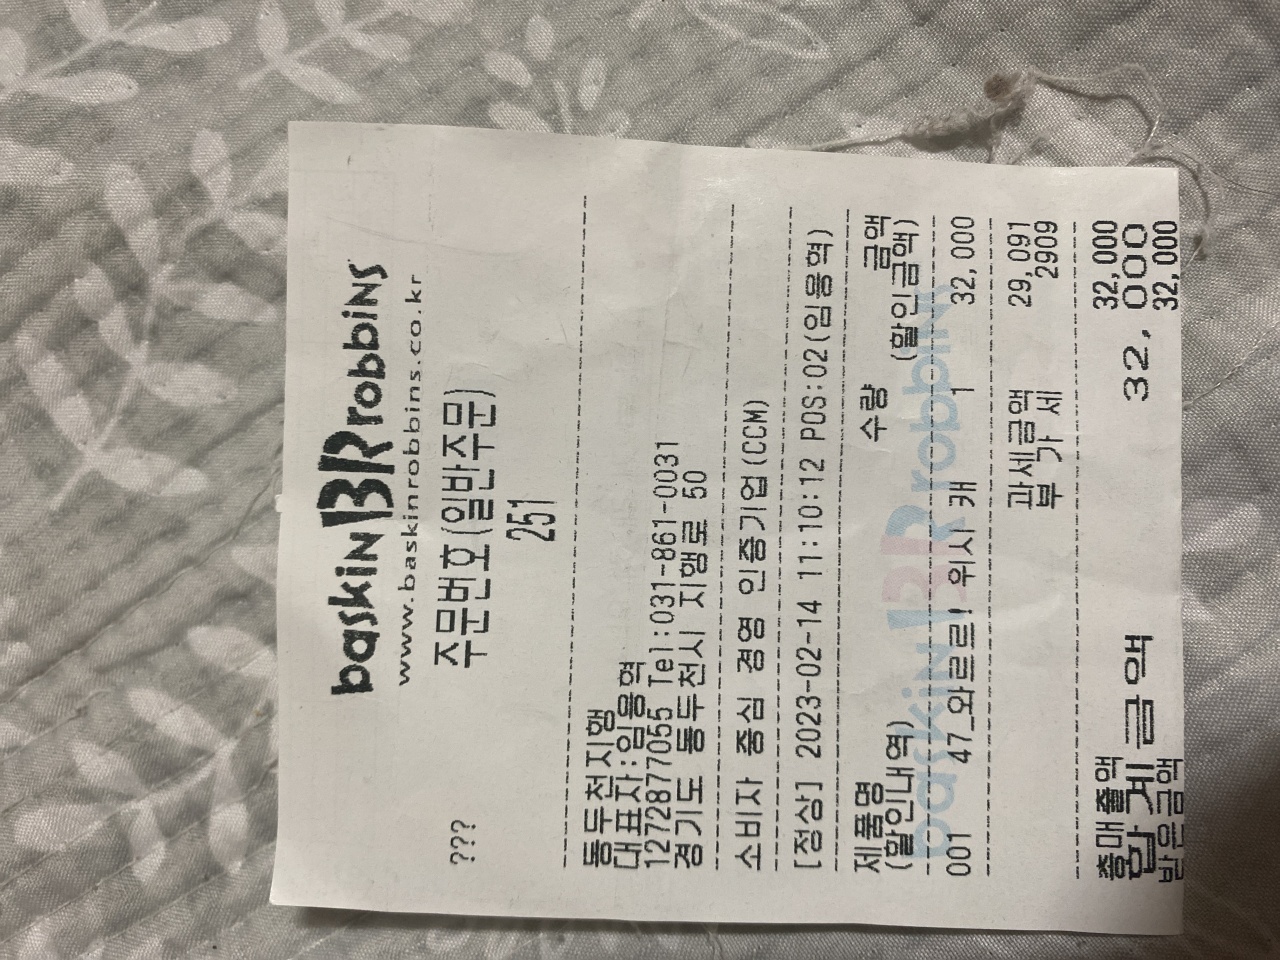 baskin BR robbins
www.baskinrobbins.co.kr
주문번호(일반주문)
???
251
동두천지행
대표자:임용혁
1272877055 Tel:031-861-0031
경기도 동두천시 지행로 50
소비자 중심 경영 인증기업(CCM)
[정상] 2023-02-14 11:10:12 POS:02(임용혁)
제품명 수량 금액
(할인내역) (할인금액)
baskin BR robbins
001 47_와르르! 위시 캐 1 32,000
과세금액 29,091
부 가 세 2909
총매출액 32,000
합계금액 32,000
받은금액 32,000